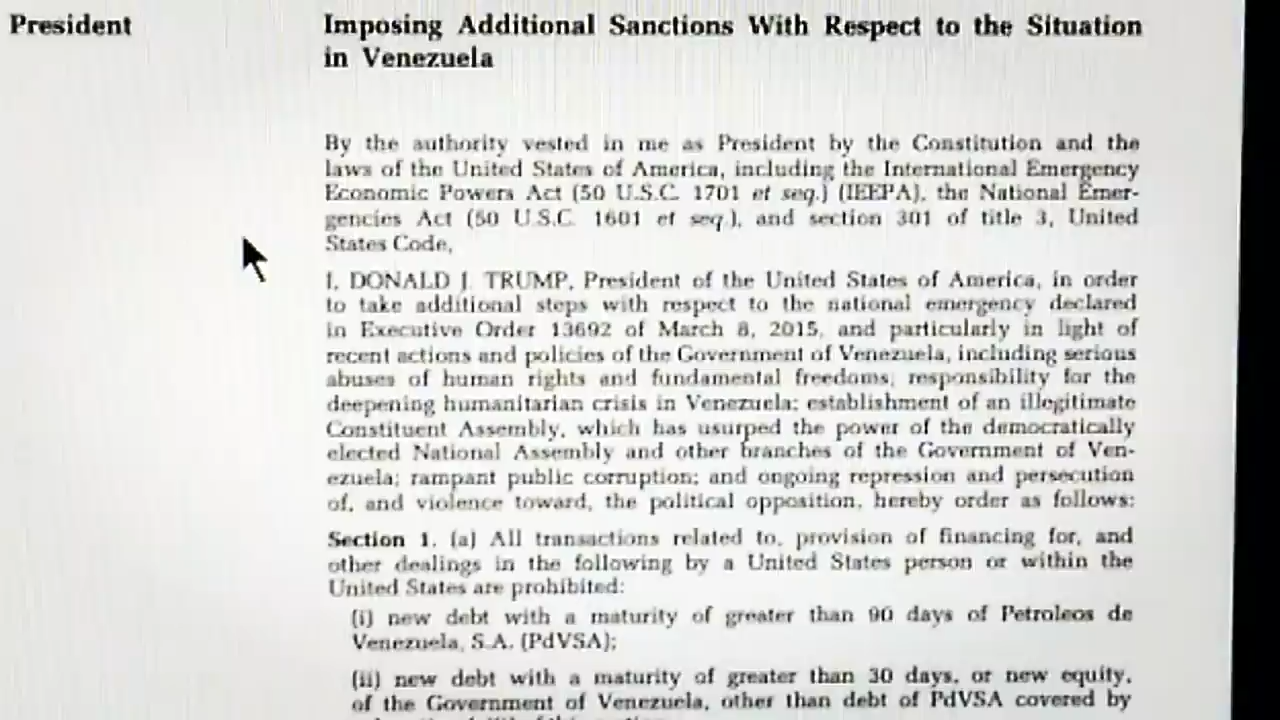 President
Imposing Additional Sanctions With Respect to the Situation
in Venezuela
By the authority vested in me as President by the Constitution and the
laws of the United States of America, including the International Emergency
Economic Powers Act (50 U.S.C. 1701 et seq.) (IEEPA), the National Emer-
gencies Act (50 U.S.C. 1601 et seq.), and section 301 of title 3, United
States Code,
I, DONALD J. TRUMP, President of the United States of America, in order
to take additional steps with respect to the national emergency declared
in Executive Order 13692 of March 8, 2015, and particularly in light of
recent actions and policies of the Government of Venezuela, including serious
abuses of human rights and fundamental freedoms; responsibility for the
deepening humanitarian crisis in Venezuela; establishment of an illegitimate
Constituent Assembly, which has usurped the power of the democratically
elected National Assembly and other branches of the Government of Ven-
ezuela; rampant public corruption; and ongoing repression and persecution
of, and violence toward, the political opposition, hereby order as follows:
Section 1. (a) All transactions related to, provision of financing for, and
other dealings in the following by a United States person or within the
United States are prohibited:
(i) new debt with a maturity of greater than 90 days of Petroleos de
Venezuela, S.A. (PdVSA);
(ii) new debt with a maturity of greater than 30 days, or new equity,
of the Government of Venezuela, other than debt of PdVSA covered by